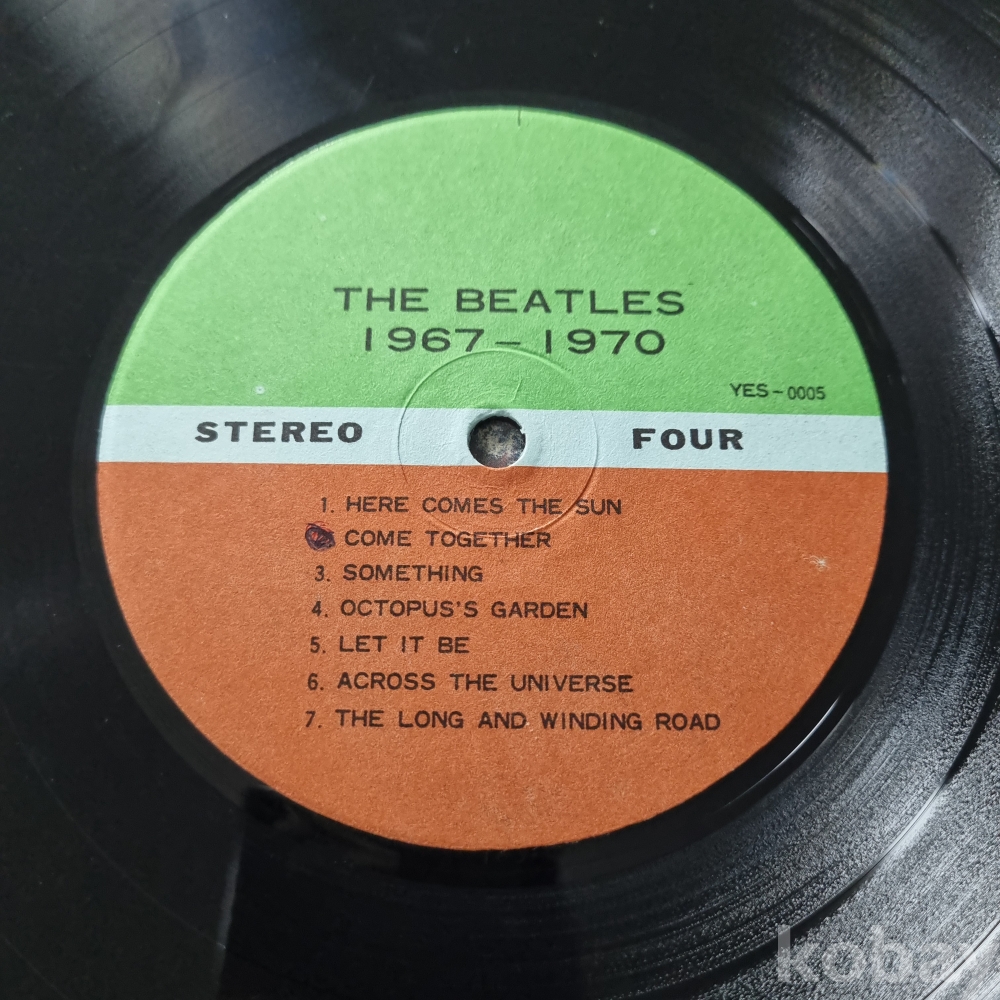 THE BEATLES
1967 – 1970
YES - 0005
STEREO FOUR
1. HERE COMES THE SUN
COME TOGETHER
3. SOMETHING
4. OCTOPUS'S GARDEN
5. LET IT BE
6. ACROSS THE UNIVERSE
7. THE LONG AND WINDING ROAD